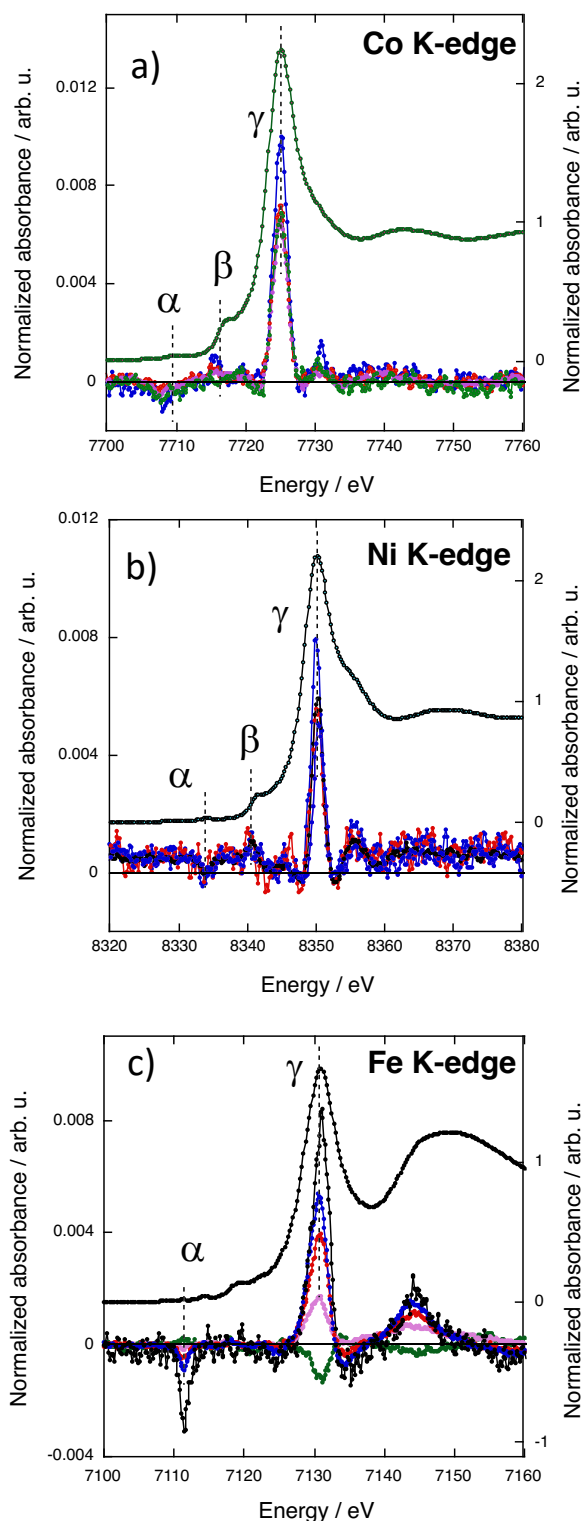 a)
Co K-edge
Normalized absorbance / arb. u.
0.012
0.008
0.004
0
2
1
0
Normalized absorbance / arb. u.
α
β
γ
7700 7710 7720 7730 7740 7750 7760
Energy / eV
b)
Ni K-edge
Normalized absorbance / arb. u.
0.012
0.008
0.004
0
2
1
0
Normalized absorbance / arb. u.
α
β
γ
8320 8330 8340 8350 8360 8370 8380
Energy / eV
c)
Fe K-edge
Normalized absorbance / arb. u.
0.008
0.004
0
-0.004
1
0
-1
Normalized absorbance / arb. u.
α
γ
7100 7110 7120 7130 7140 7150 7160
Energy / eV